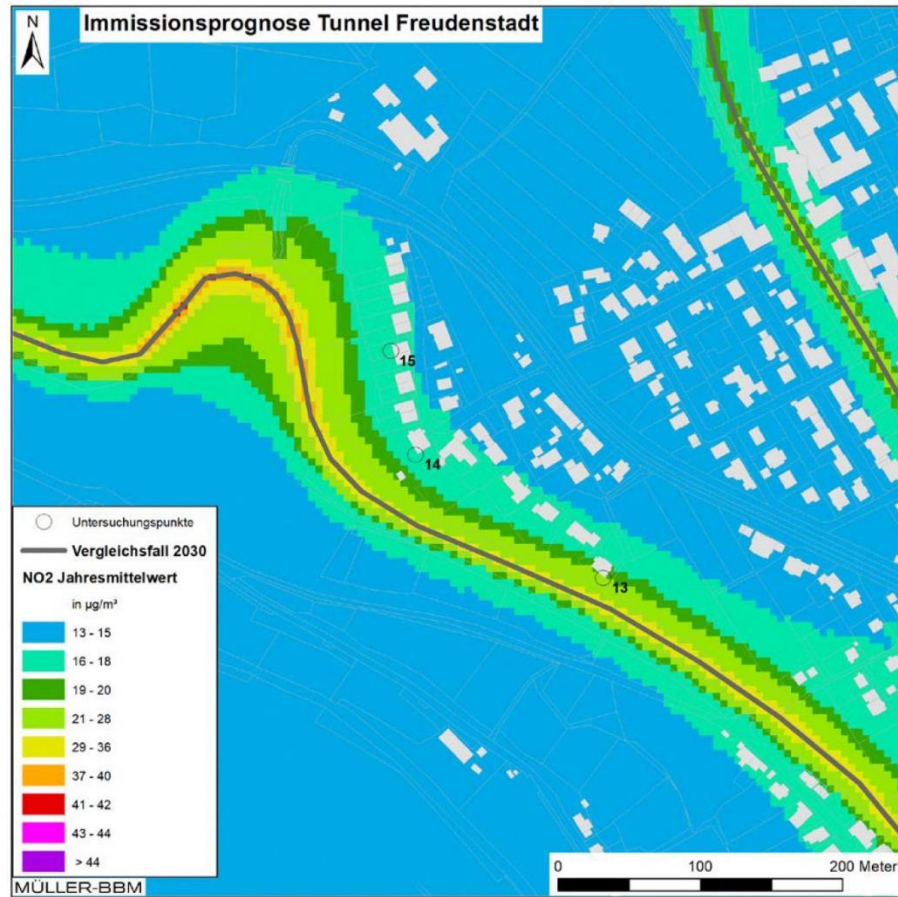 N
Immissionsprognose Tunnel Freudenstadt
15
14
13
Untersuchungspunkte
Vergleichsfall 2030
NO2 Jahresmittelwert
in µg/m³
13 - 15
16 - 18
19 - 20
21 - 28
29 - 36
37 - 40
41 - 42
43 - 44
> 44
MÜLLER-BBM
0 100 200 Meter